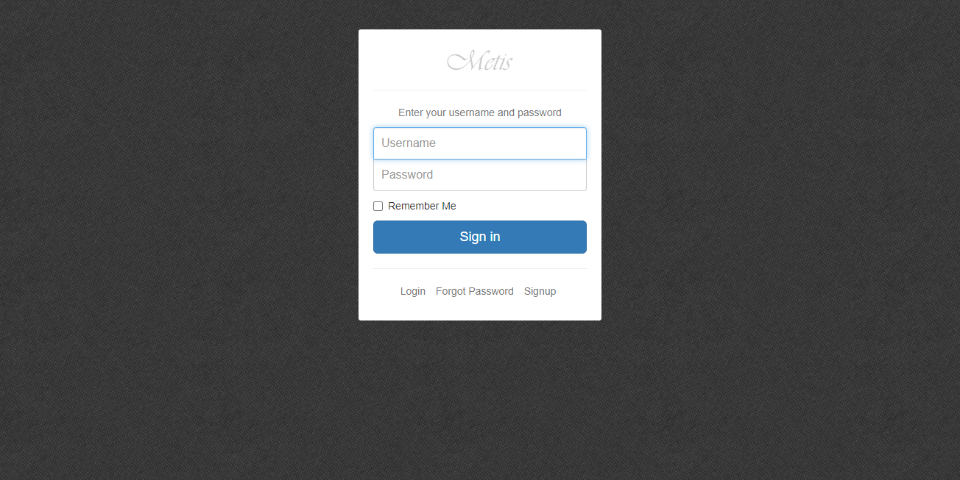 Metis
Enter your username and password
Username
Password
Remember Me
Sign in
Login Forgot Password Signup